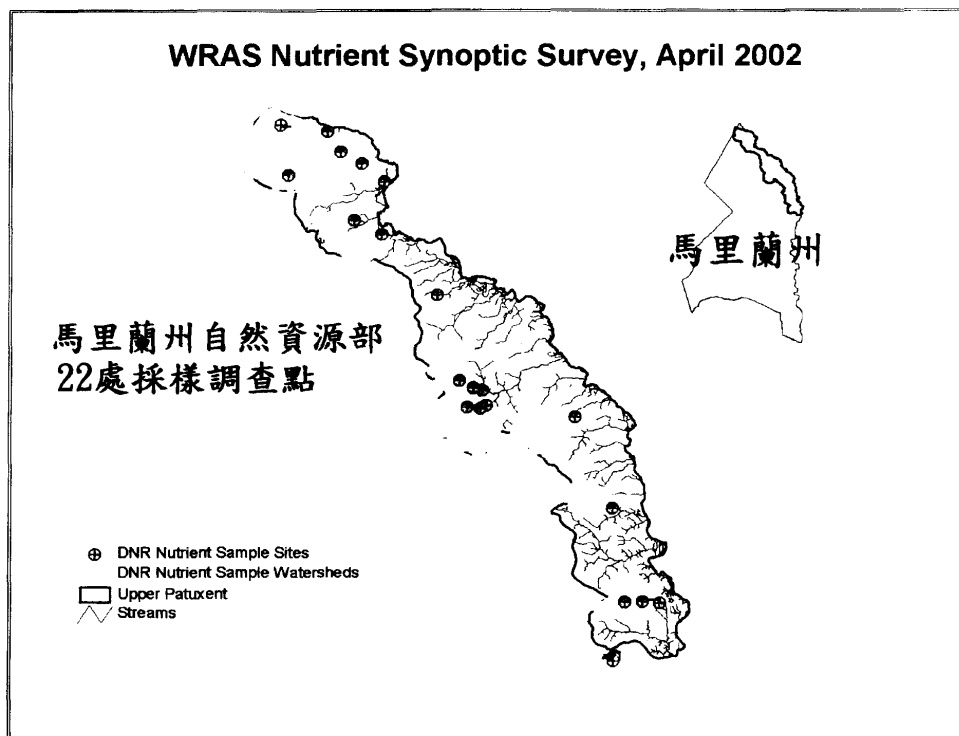 WRAS Nutrient Synoptic Survey, April 2002
馬里蘭州
馬里蘭州自然資源部
22處採樣調查點
DNR Nutrient Sample Sites
DNR Nutrient Sample Watersheds
Upper Patuxent
Streams